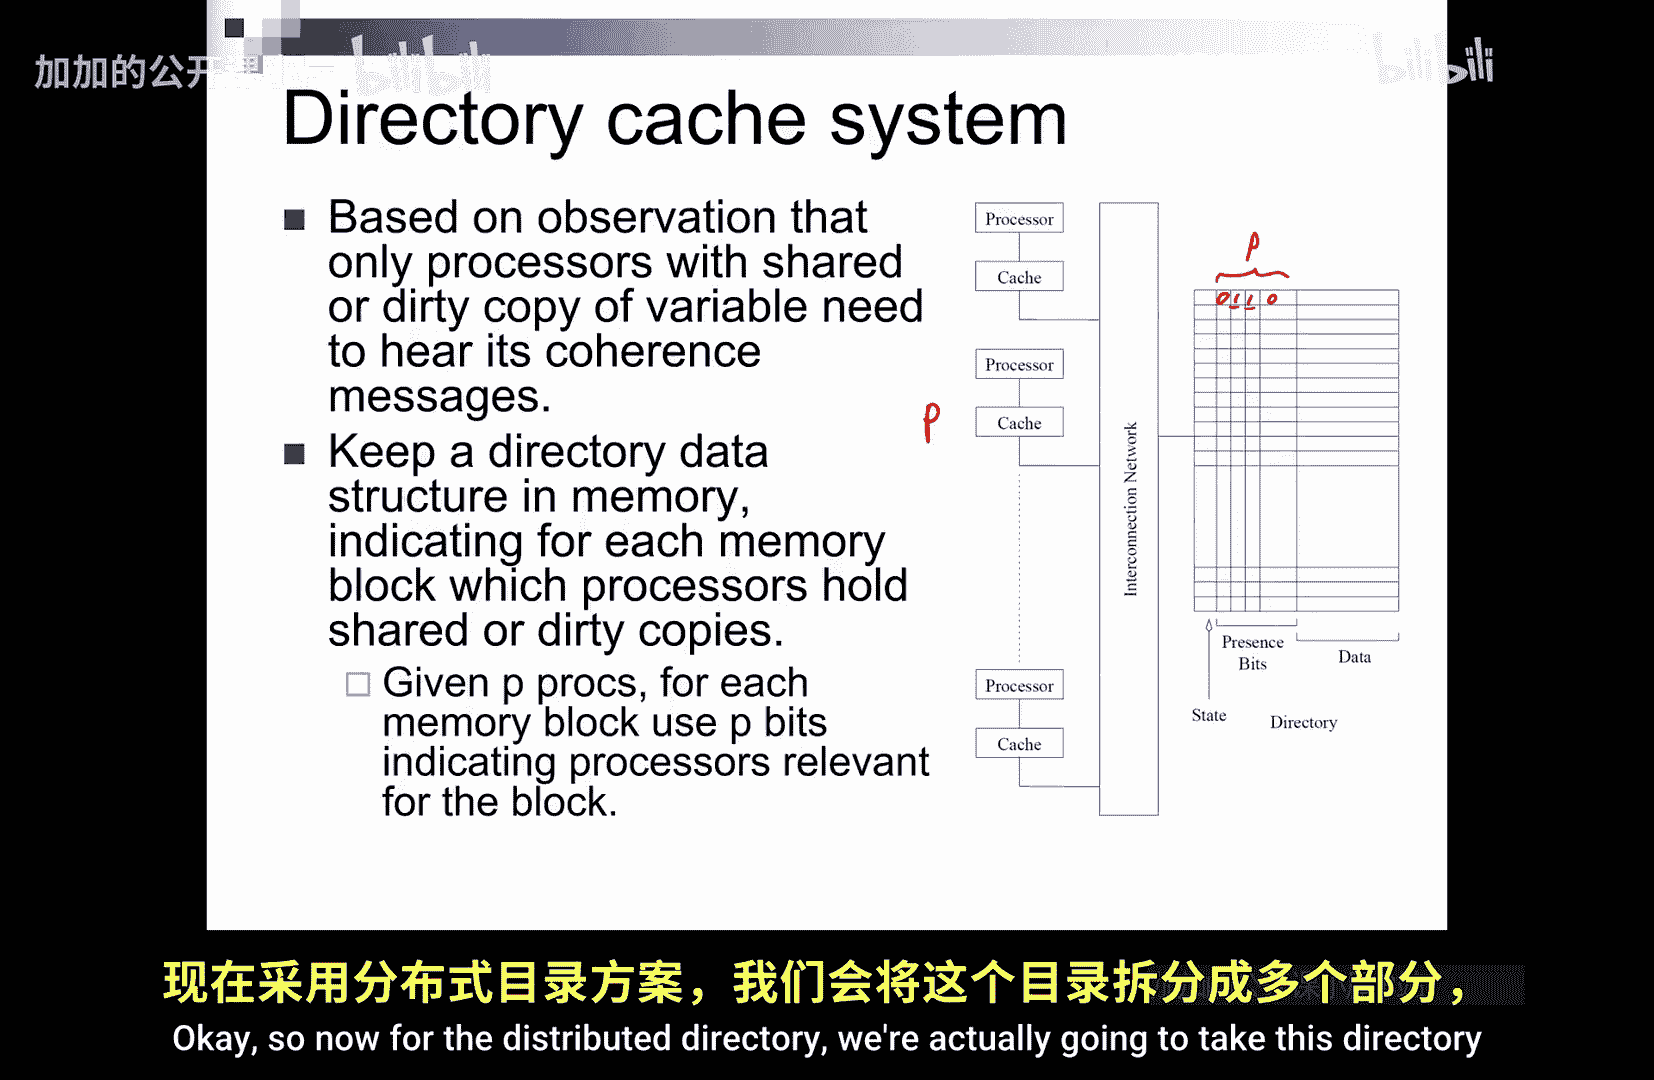 加加的公开
bilibili
bilibili
Directory cache system
Based on observation that
only processors with shared
or dirty copy of variable need
to hear its coherence
messages.
Keep a directory data
structure in memory,
indicating for each memory
block which processors hold
shared or dirty copies.
Given p procs, for each
memory block use p bits
indicating processors relevant
for the block.
Processor
Cache
Processor
Cache
p
Processor
Cache
Interconnection Network
p
0 1 1 0
Presence
Bits
Data
State
Directory
现在采用分布式目录方案，我们会将这个目录拆分成多个部分，
Okay, so now for the distributed directory, we're actually going to take this directory